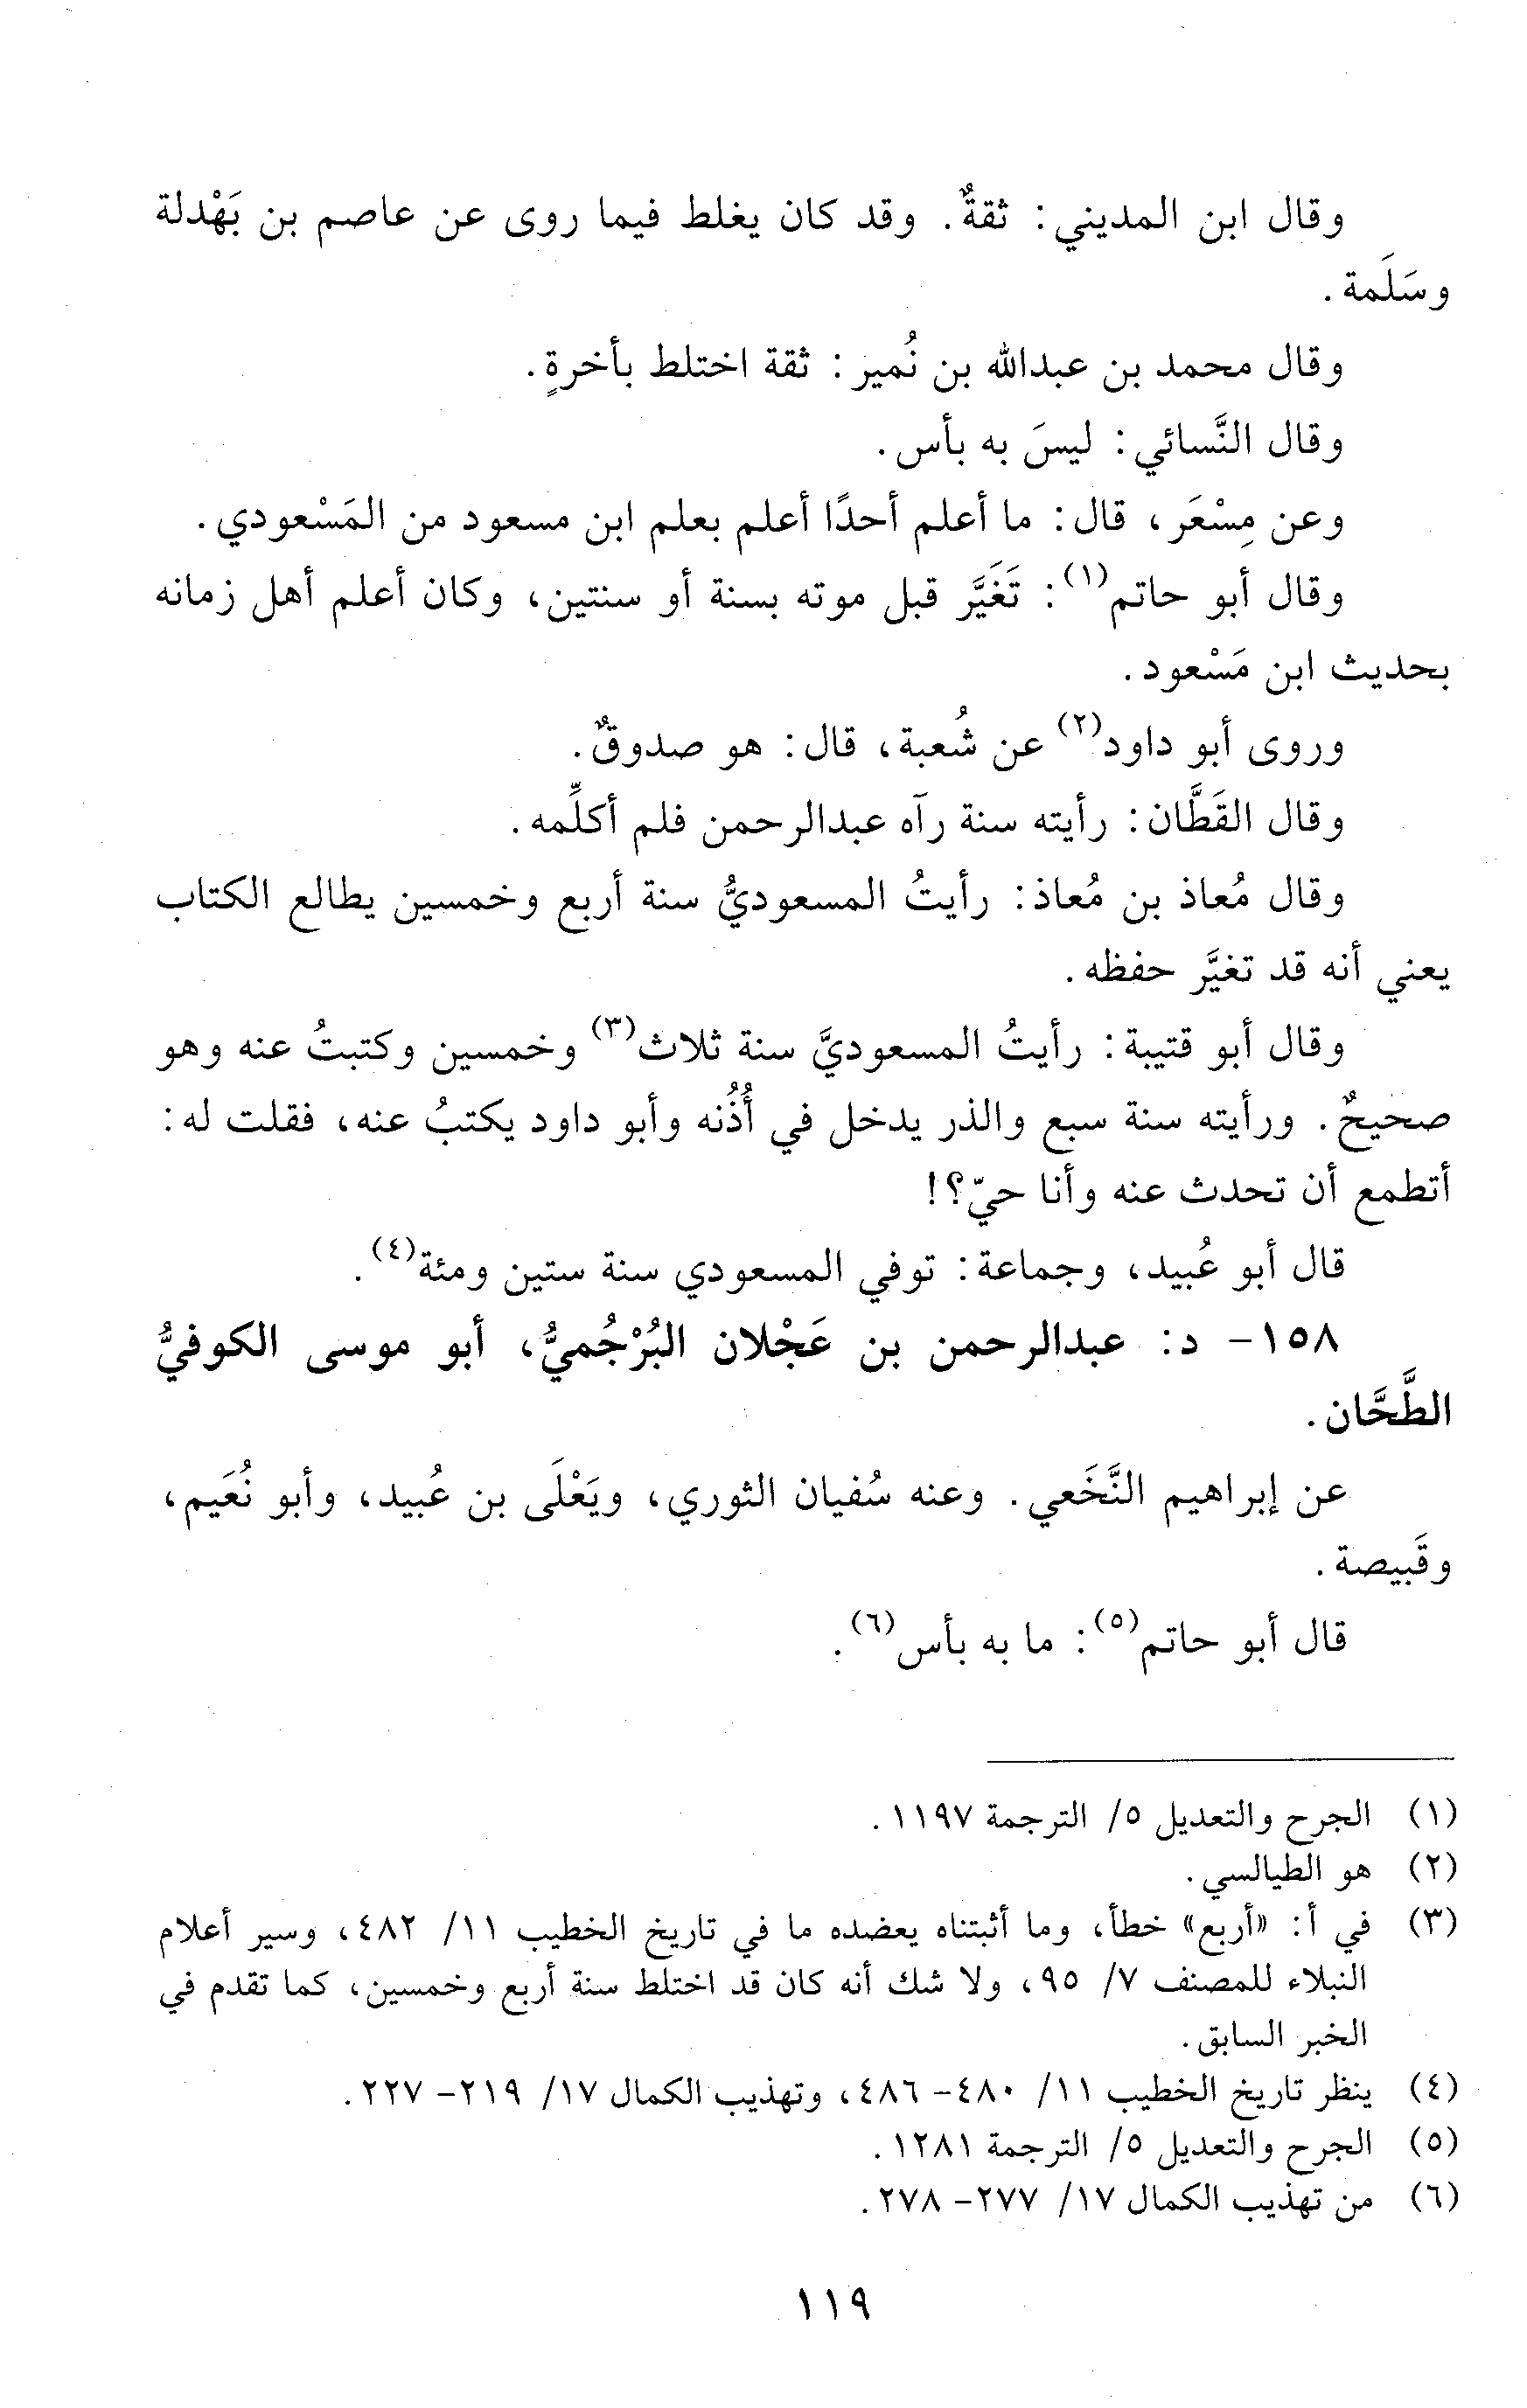 وقال ابن المديني: ثقةٌ. وقد كان يغلط فيما روى عن عاصم بن بَهْدلة
وسَلَمة.
وقال محمد بن عبدالله بن نُمير: ثقة اختلط بأخرةٍ.
وقال النَّسائي: ليسَ به بأس.
وعن مِسْعَر، قال: ما أعلم أحدًا أعلم بعلم ابن مسعود من المَسْعودي.
وقال أبو حاتم(١): تَغَيَّر قبل موته بسنة أو سنتين، وكان أعلم أهل زمانه
بحديث ابن مَسْعود.
وروى أبو داود(٢) عن شُعبة، قال: هو صدوقٌ.
وقال القَطَّان: رأيته سنة رآه عبدالرحمن فلم أكلِّمه.
وقال مُعاذ بن مُعاذ: رأيتُ المسعوديُّ سنة أربع وخمسين يطالع الكتاب
يعني أنه قد تغيَّر حفظه.
وقال أبو قتيبة: رأيتُ المسعوديَّ سنة ثلاث(٣) وخمسين وكتبتُ عنه وهو
صحيحٌ. ورأيته سنة سبع والذر يدخل في أُذُنه وأبو داود يكتبُ عنه، فقلت له:
أتطمع أن تحدث عنه وأنا حيّ؟!
قال أبو عُبيد، وجماعة: توفي المسعودي سنة ستين ومئة(٤).
١٥٨- د: عبدالرحمن بن عَجْلان البُرْجُميُّ، أبو موسى الكوفيُّ
الطَّحَّان.
عن إبراهيم النَّخَعي. وعنه سُفيان الثوري، ويَعْلَى بن عُبيد، وأبو نُعَيم،
وقَبيصة.
قال أبو حاتم(٥): ما به بأس(٦).
(١) الجرح والتعديل ٥/ الترجمة ١١٩٧.
(٢) هو الطيالسي.
(٣) في أ: «أربع» خطأ، وما أثبتناه يعضده ما في تاريخ الخطيب ١١/ ٤٨٢، وسير أعلام
النبلاء للمصنف ٧/ ٩٥، ولا شك أنه كان قد اختلط سنة أربع وخمسين، كما تقدم في
الخبر السابق.
(٤) ينظر تاريخ الخطيب ١١/ ٤٨٠- ٤٨٦، وتهذيب الكمال ١٧/ ٢١٩- ٢٢٧.
(٥) الجرح والتعديل ٥/ الترجمة ١٢٨١.
(٦) من تهذيب الكمال ١٧/ ٢٧٧- ٢٧٨.
١١٩